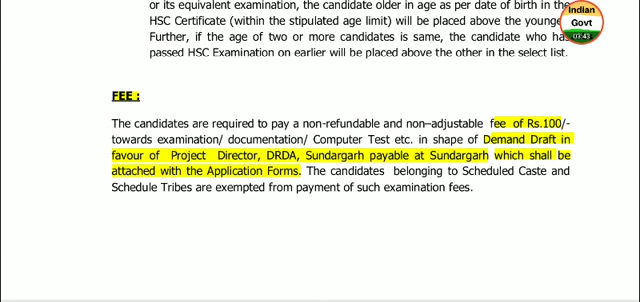 or its equivalent examination, the candidate older in age as per date of birth in the
HSC Certificate (within the stipulated age limit) will be placed above the younge
Further, if the age of two or more candidates is same, the candidate who has
passed HSC Examination on earlier will be placed above the other in the select list.
Indian
Govt
07:43
FEE :
The candidates are required to pay a non-refundable and non–adjustable fee of Rs.100/-
towards examination/ documentation/ Computer Test etc. in shape of Demand Draft in
favour of Project Director, DRDA, Sundargarh payable at Sundargarh which shall be
attached with the Application Forms. The candidates belonging to Scheduled Caste and
Schedule Tribes are exempted from payment of such examination fees.